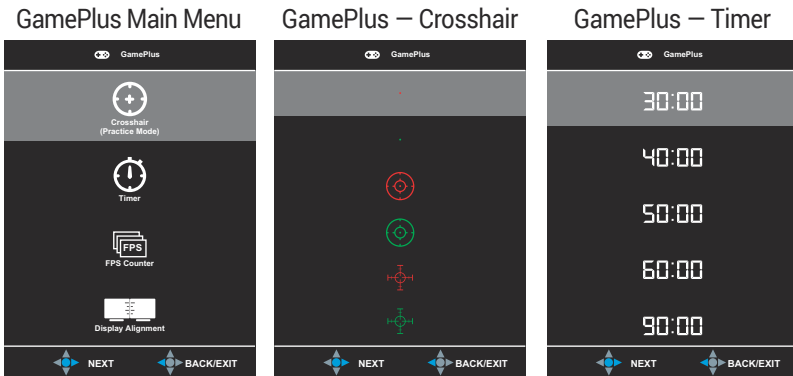 GamePlus Main Menu
GamePlus
Crosshair
(Practice Mode)
Timer
FPS
FPS Counter
Display Alignment
NEXT
BACK/EXIT
GamePlus – Crosshair
GamePlus
NEXT
BACK/EXIT
GamePlus – Timer
GamePlus
30:00
40:00
50:00
60:00
90:00
NEXT
BACK/EXIT